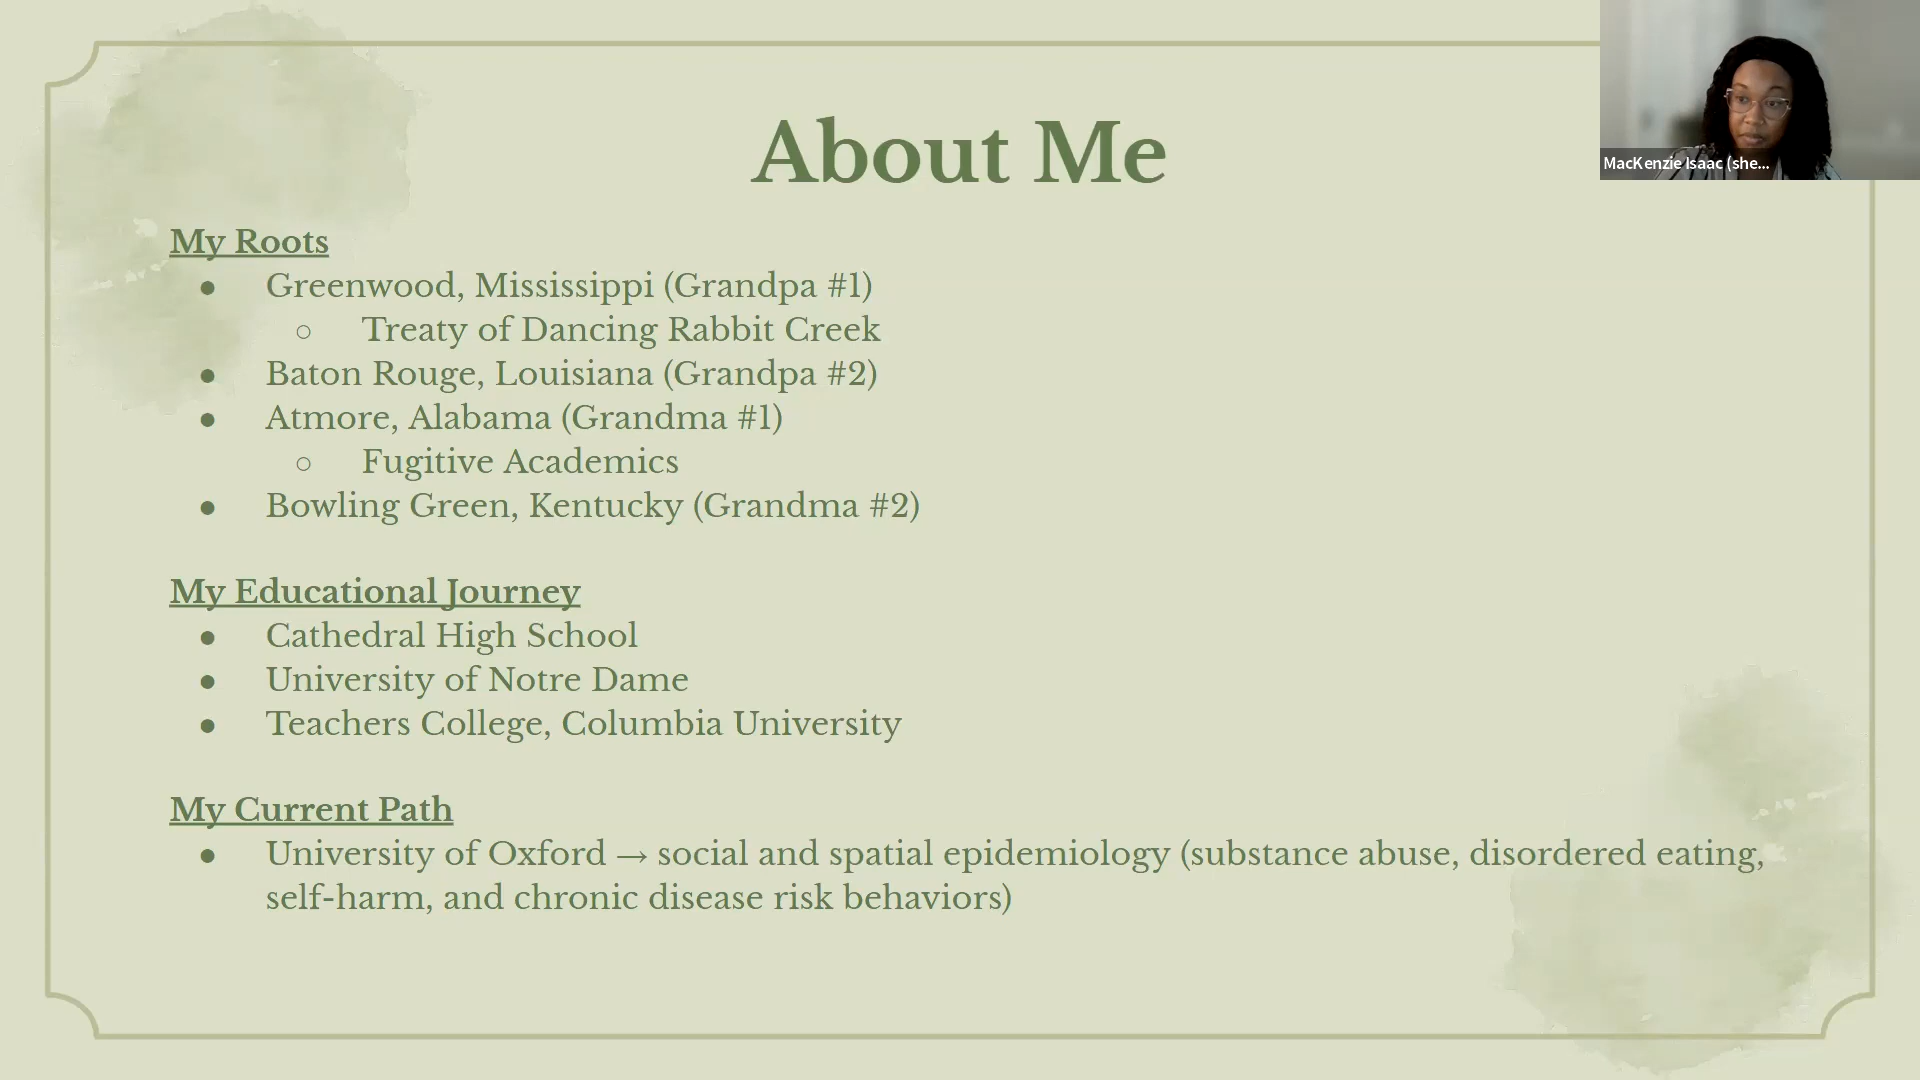 About Me
MacKenzie Isaac (she...
My Roots
● Greenwood, Mississippi (Grandpa #1)
○ Treaty of Dancing Rabbit Creek
● Baton Rouge, Louisiana (Grandpa #2)
● Atmore, Alabama (Grandma #1)
○ Fugitive Academics
● Bowling Green, Kentucky (Grandma #2)
My Educational Journey
● Cathedral High School
● University of Notre Dame
● Teachers College, Columbia University
My Current Path
● University of Oxford → social and spatial epidemiology (substance abuse, disordered eating,
self-harm, and chronic disease risk behaviors)